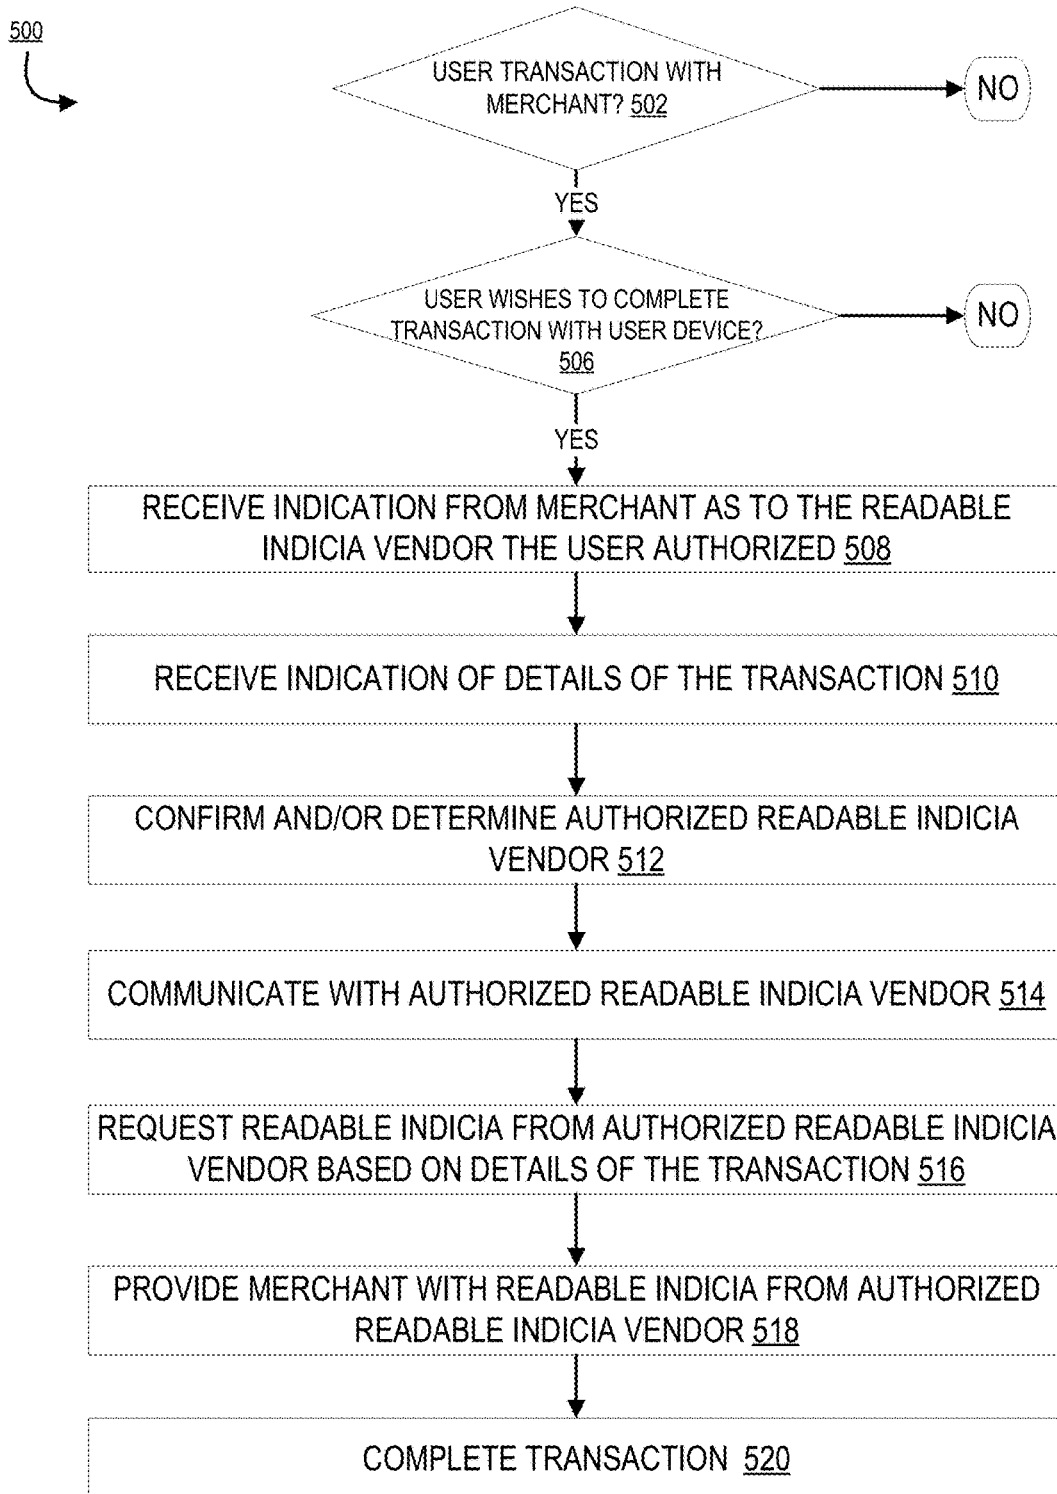 500
USER TRANSACTION WITH
MERCHANT? 502
NO
YES
USER WISHES TO COMPLETE
TRANSACTION WITH USER DEVICE?
506
NO
YES
RECEIVE INDICATION FROM MERCHANT AS TO THE READABLE
INDICIA VENDOR THE USER AUTHORIZED 508
RECEIVE INDICATION OF DETAILS OF THE TRANSACTION 510
CONFIRM AND/OR DETERMINE AUTHORIZED READABLE INDICIA
VENDOR 512
COMMUNICATE WITH AUTHORIZED READABLE INDICIA VENDOR 514
REQUEST READABLE INDICIA FROM AUTHORIZED READABLE INDICIA
VENDOR BASED ON DETAILS OF THE TRANSACTION 516
PROVIDE MERCHANT WITH READABLE INDICIA FROM AUTHORIZED
READABLE INDICIA VENDOR 518
COMPLETE TRANSACTION 520